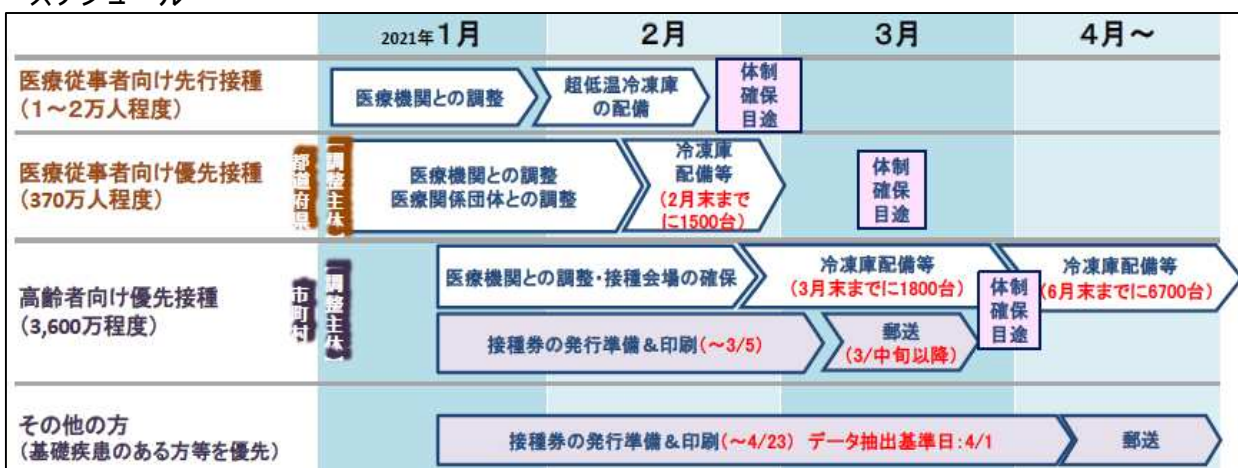 スケジュール
2021年1月
2月
3月
4月～
医療従事者向け先行接種
(1～2万人程度)
医療機関との調整
超低温冷凍庫
の配備
体制
確保
目途
医療従事者向け優先接種
(370万人程度)
都道府県
【調整主体】
医療機関との調整
医療関係団体との調整
冷凍庫
配備等
(2月末まで
に1500台)
体制
確保
目途
高齢者向け優先接種
(3,600万程度)
市町村
【調整主体】
医療機関との調整・接種会場の確保
冷凍庫配備等
(3月末までに1800台)
体制
確保
目途
冷凍庫配備等
(6月末までに6700台)
接種券の発行準備&印刷(～3/5)
郵送
(3/中旬以降)
その他の方
(基礎疾患のある方等を優先)
接種券の発行準備&印刷(～4/23) データ抽出基準日:4/1
郵送